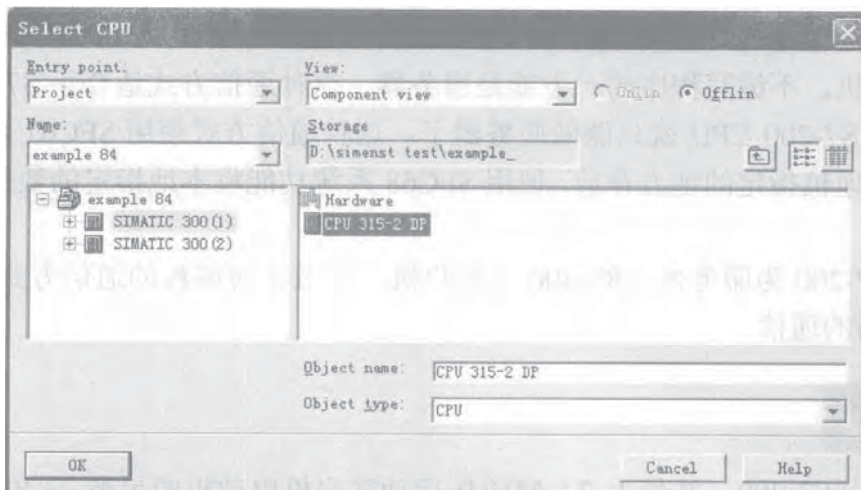 Select CPU
Entry point: View:
Project Component view Onlin Offlin
Name: Storage
example 84 D:\simenst test\example_
example 84 Hardware
SIMATIC 300(1) CPU 315-2 DP
SIMATIC 300(2)
Object name: CPU 315-2 DP
Object type: CPU
OK Cancel Help